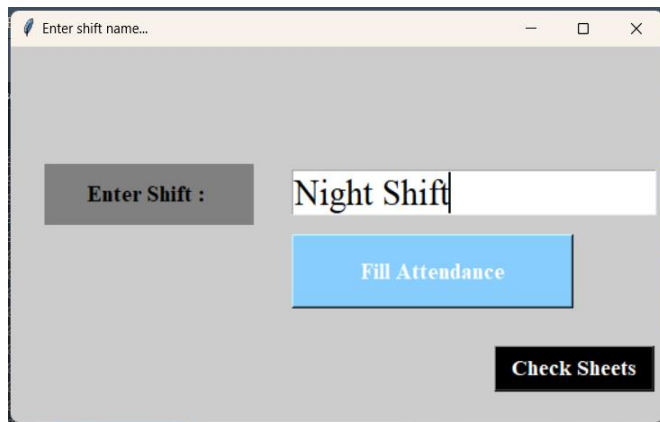 Enter shift name...
Enter Shift : Night Shift
Fill Attendance
Check Sheets